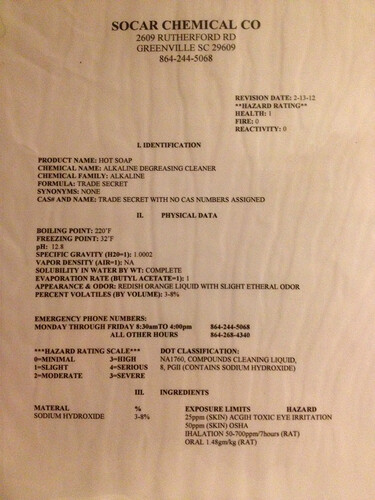 SOCAR CHEMICAL CO
2609 RUTHERFORD RD
GREENVILLE SC 29609
864-244-5068
REVISION DATE: 2-13-12
**HAZARD RATING**
HEALTH: 1
FIRE: 0
REACTIVITY: 0
I. IDENTIFICATION
PRODUCT NAME: HOT SOAP
CHEMICAL NAME: ALKALINE DEGREASING CLEANER
CHEMICAL FAMILY: ALKALINE
FORMULA: TRADE SECRET
SYNONYMS: NONE
CAS# AND NAME: TRADE SECRET WITH NO CAS NUMBERS ASSIGNED
II. PHYSICAL DATA
BOILING POINT: 220°F
FREEZING POINT: 32°F
pH: 12.8
SPECIFIC GRAVITY (H20=1): 1.0002
VAPOR DENSITY (AIR=1): NA
SOLUBILITY IN WATER BY WT: COMPLETE
EVAPORATION RATE (BUTYL ACETATE=1): 1
APPEARANCE & ODOR: REDISH ORANGE LIQUID WITH SLIGHT ETHERAL ODOR
PERCENT VOLATILES (BY VOLUME): 3-8%
EMERGENCY PHONE NUMBERS:
MONDAY THROUGH FRIDAY 8:30amTO 4:00pm 864-244-5068
ALL OTHER HOURS 864-268-4340
***HAZARD RATING SCALE*** DOT CLASSIFICATION:
0=MINIMAL 3=HIGH NA1760, COMPOUNDS CLEANING LIQUID,
1=SLIGHT 4=SERIOUS 8, PGII (CONTAINS SODIUM HYDROXIDE)
2=MODERATE 3=SEVERE
III. INGREDIENTS
MATERAL % EXPOSURE LIMITS HAZARD
SODIUM HYDROXIDE 3-8% 25ppm (SKIN) ACGIH TOXIC EYE IRRITATION
50ppm (SKIN) OSHA
IHALATION 50-700ppm/7hours (RAT)
ORAL 1.48gm/kg (RAT)